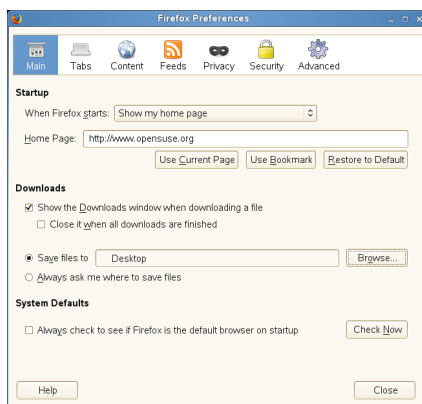 Firefox Preferences
Main Tabs Content Feeds Privacy Security Advanced
Startup
When Firefox starts: Show my home page
Home Page: http://www.opensuse.org
Use Current Page Use Bookmark Restore to Default
Downloads
Show the Downloads window when downloading a file
Close it when all downloads are finished
Save files to Desktop Browse...
Always ask me where to save files
System Defaults
Always check to see if Firefox is the default browser on startup Check Now
Help Close